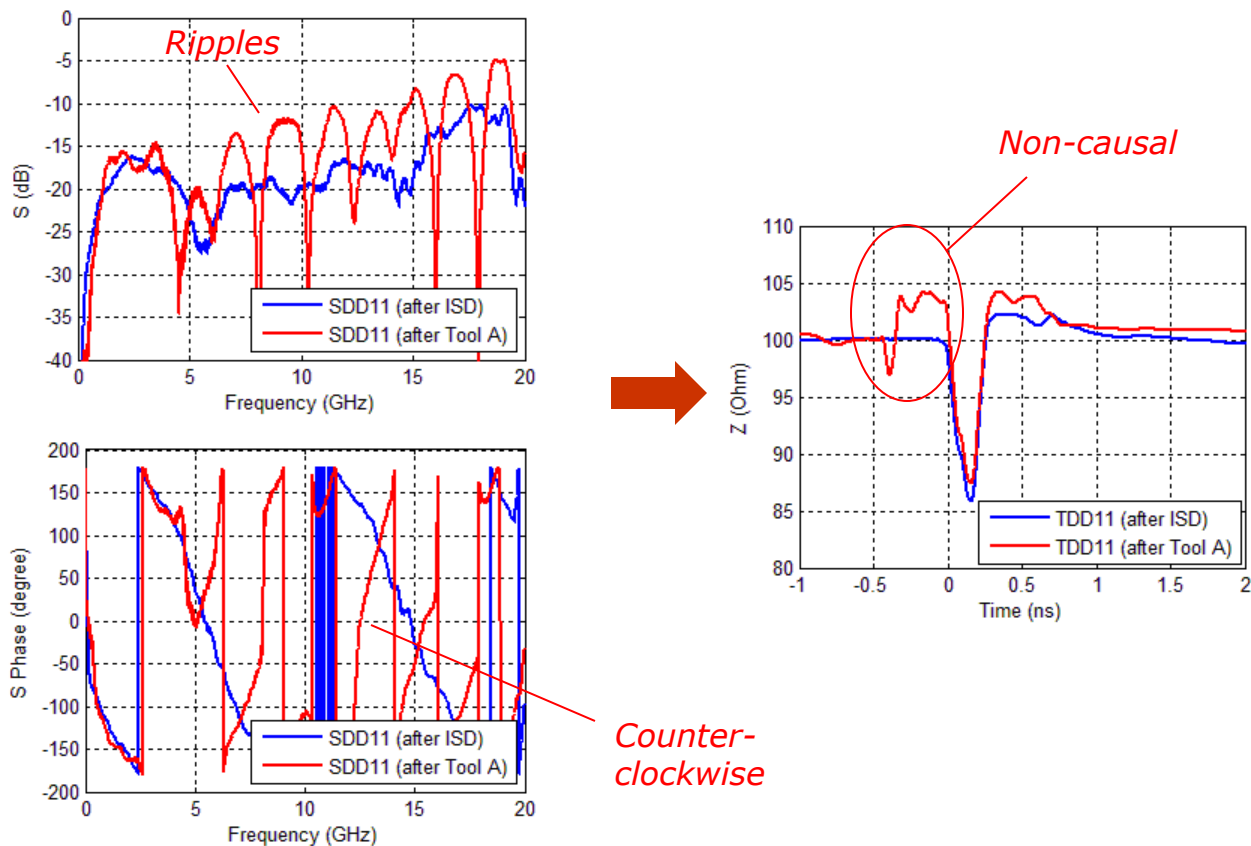 Ripples
0
-5
-10
-15
-20
-25
-30
-35
-40
S (dB)
SDD11 (after ISD)
SDD11 (after Tool A)
0 5 10 15 20
Frequency (GHz)
200
150
100
50
0
-50
-100
-150
-200
S Phase (degree)
SDD11 (after ISD)
SDD11 (after Tool A)
0 5 10 15 20
Frequency (GHz)
Counter-
clockwise
Non-causal
110
105
100
95
90
85
80
Z (Ohm)
TDD11 (after ISD)
TDD11 (after Tool A)
-1 -0.5 0 0.5 1 1.5 2
Time (ns)